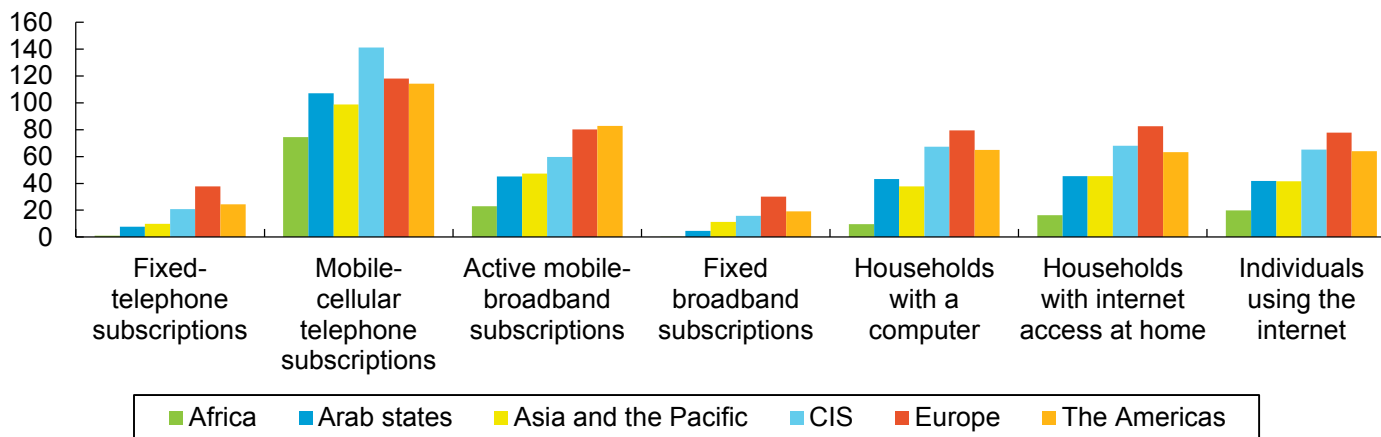 160
140
120
100
80
60
40
20
0
Fixed-
telephone
subscriptions
Mobile-
cellular
telephone
subscriptions
Active mobile-
broadband
subscriptions
Fixed
broadband
subscriptions
Households
with a
computer
Households
with internet
access at home
Individuals
using the
internet
Africa Arab states Asia and the Pacific CIS Europe The Americas